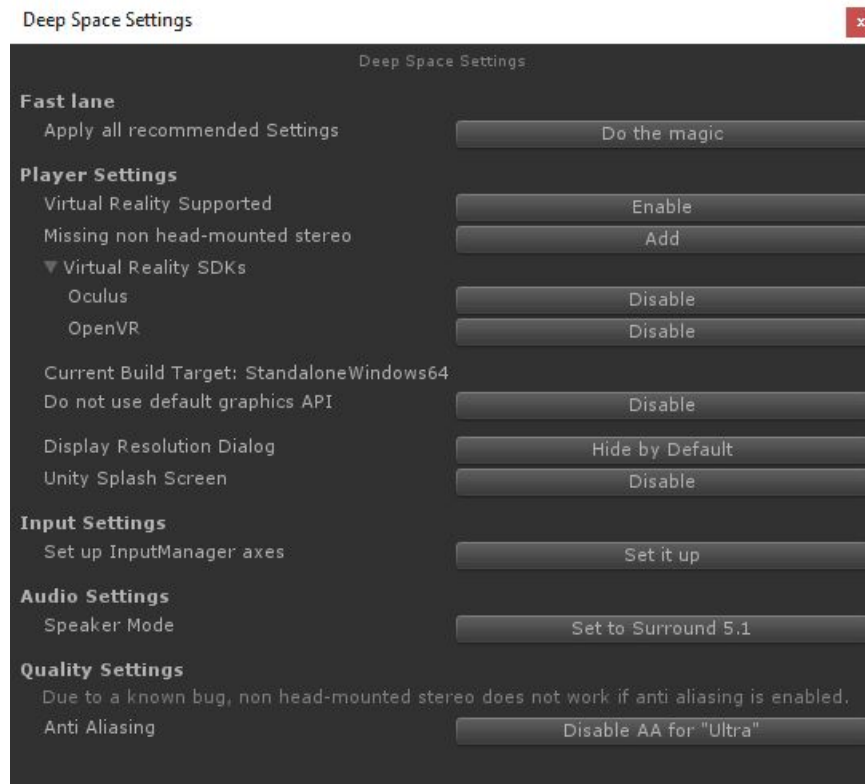 Deep Space Settings
x
Deep Space Settings
Fast lane
Apply all recommended Settings Do the magic
Player Settings
Virtual Reality Supported Enable
Missing non head-mounted stereo Add
Virtual Reality SDKs
Oculus Disable
OpenVR Disable
Current Build Target: StandaloneWindows64
Do not use default graphics API Disable
Display Resolution Dialog Hide by Default
Unity Splash Screen Disable
Input Settings
Set up InputManager axes Set it up
Audio Settings
Speaker Mode Set to Surround 5.1
Quality Settings
Due to a known bug, non head-mounted stereo does not work if anti aliasing is enabled.
Anti Aliasing Disable AA for "Ultra"